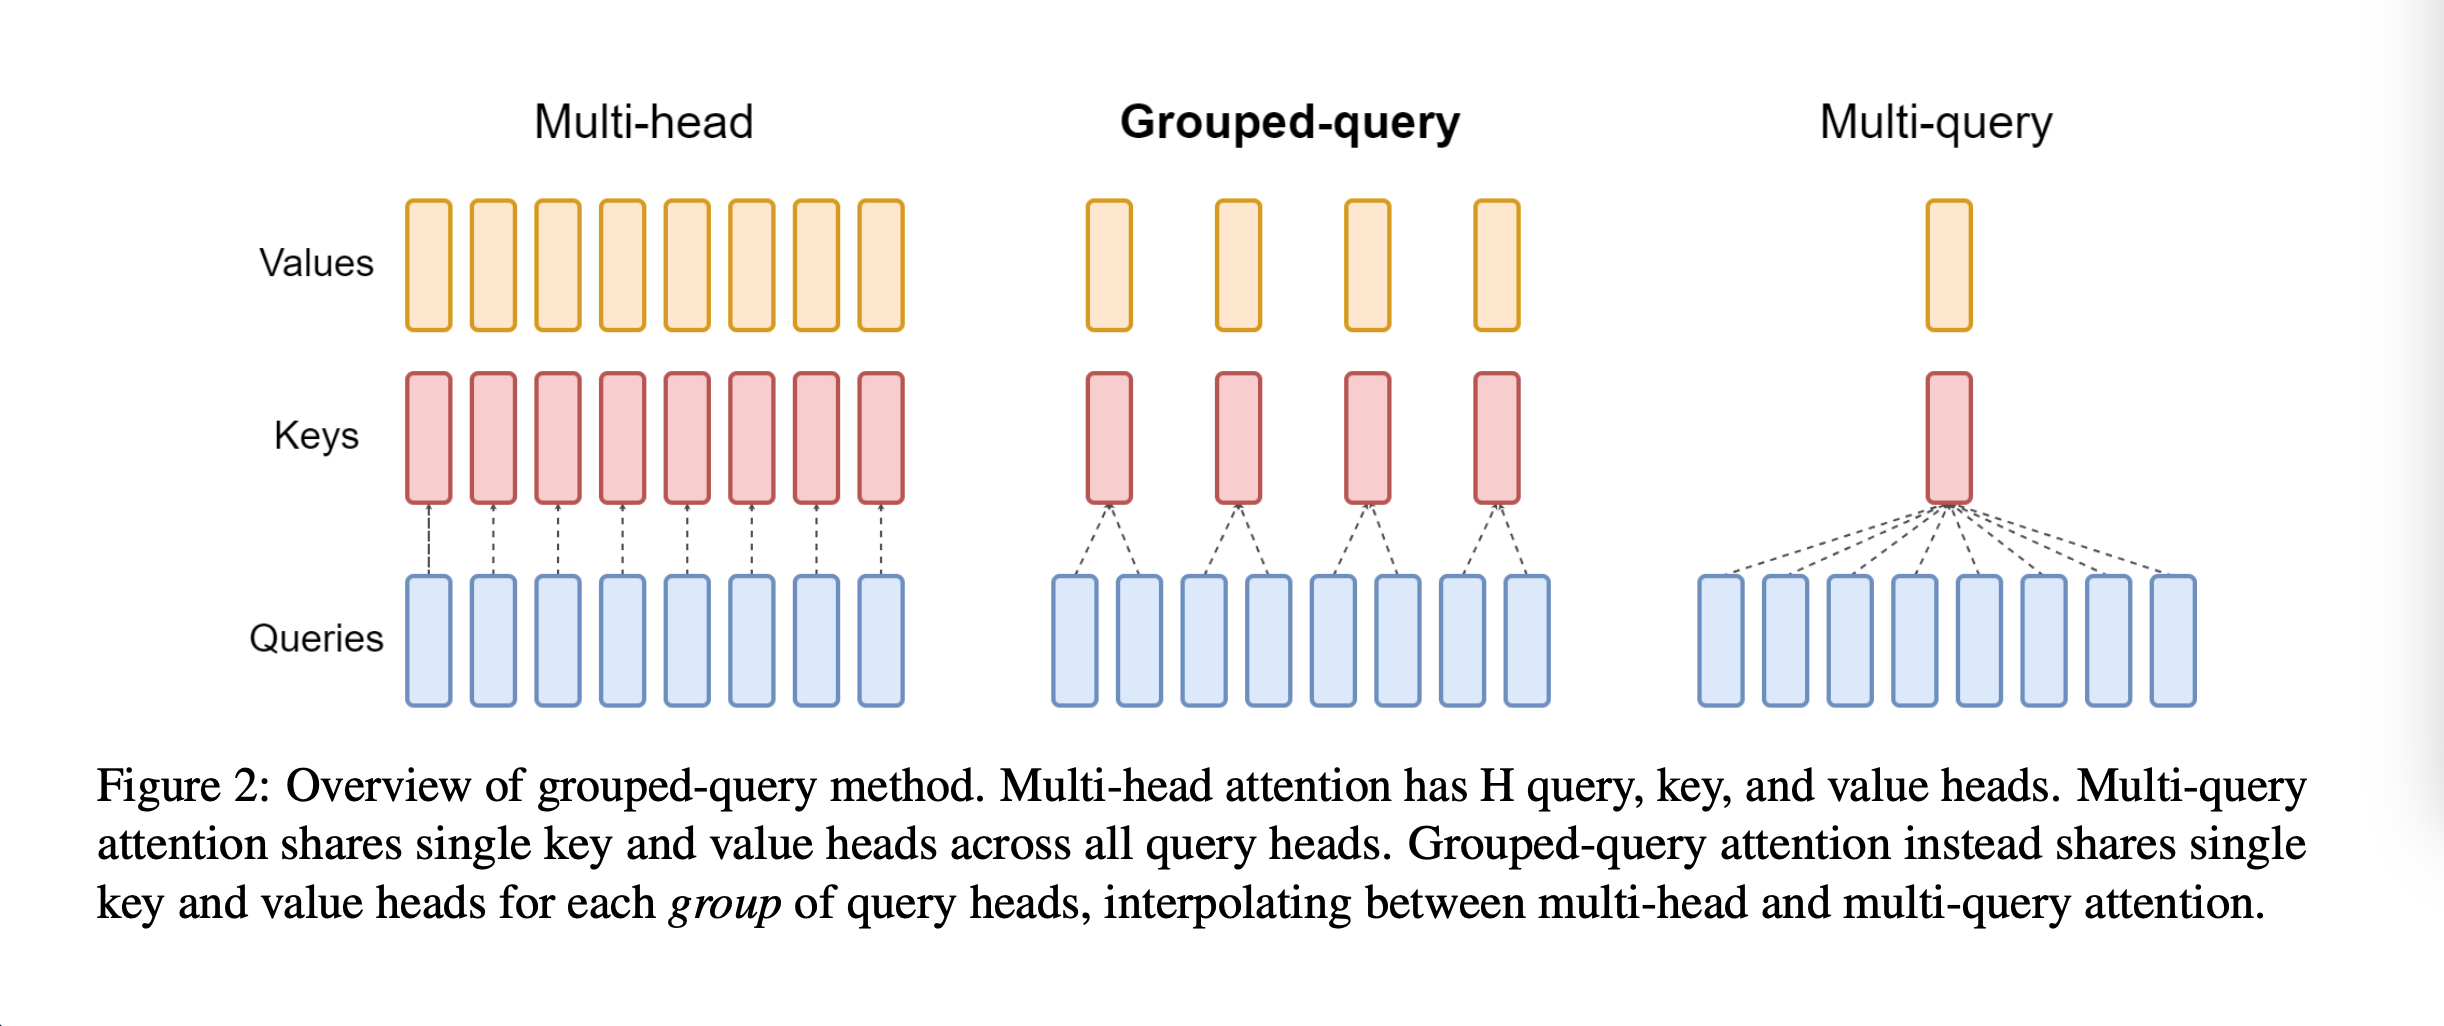 Multi-head
Grouped-query
Multi-query
Values
Keys
Queries
Figure 2: Overview of grouped-query method. Multi-head attention has H query, key, and value heads. Multi-query
attention shares single key and value heads across all query heads. Grouped-query attention instead shares single
key and value heads for each group of query heads, interpolating between multi-head and multi-query attention.